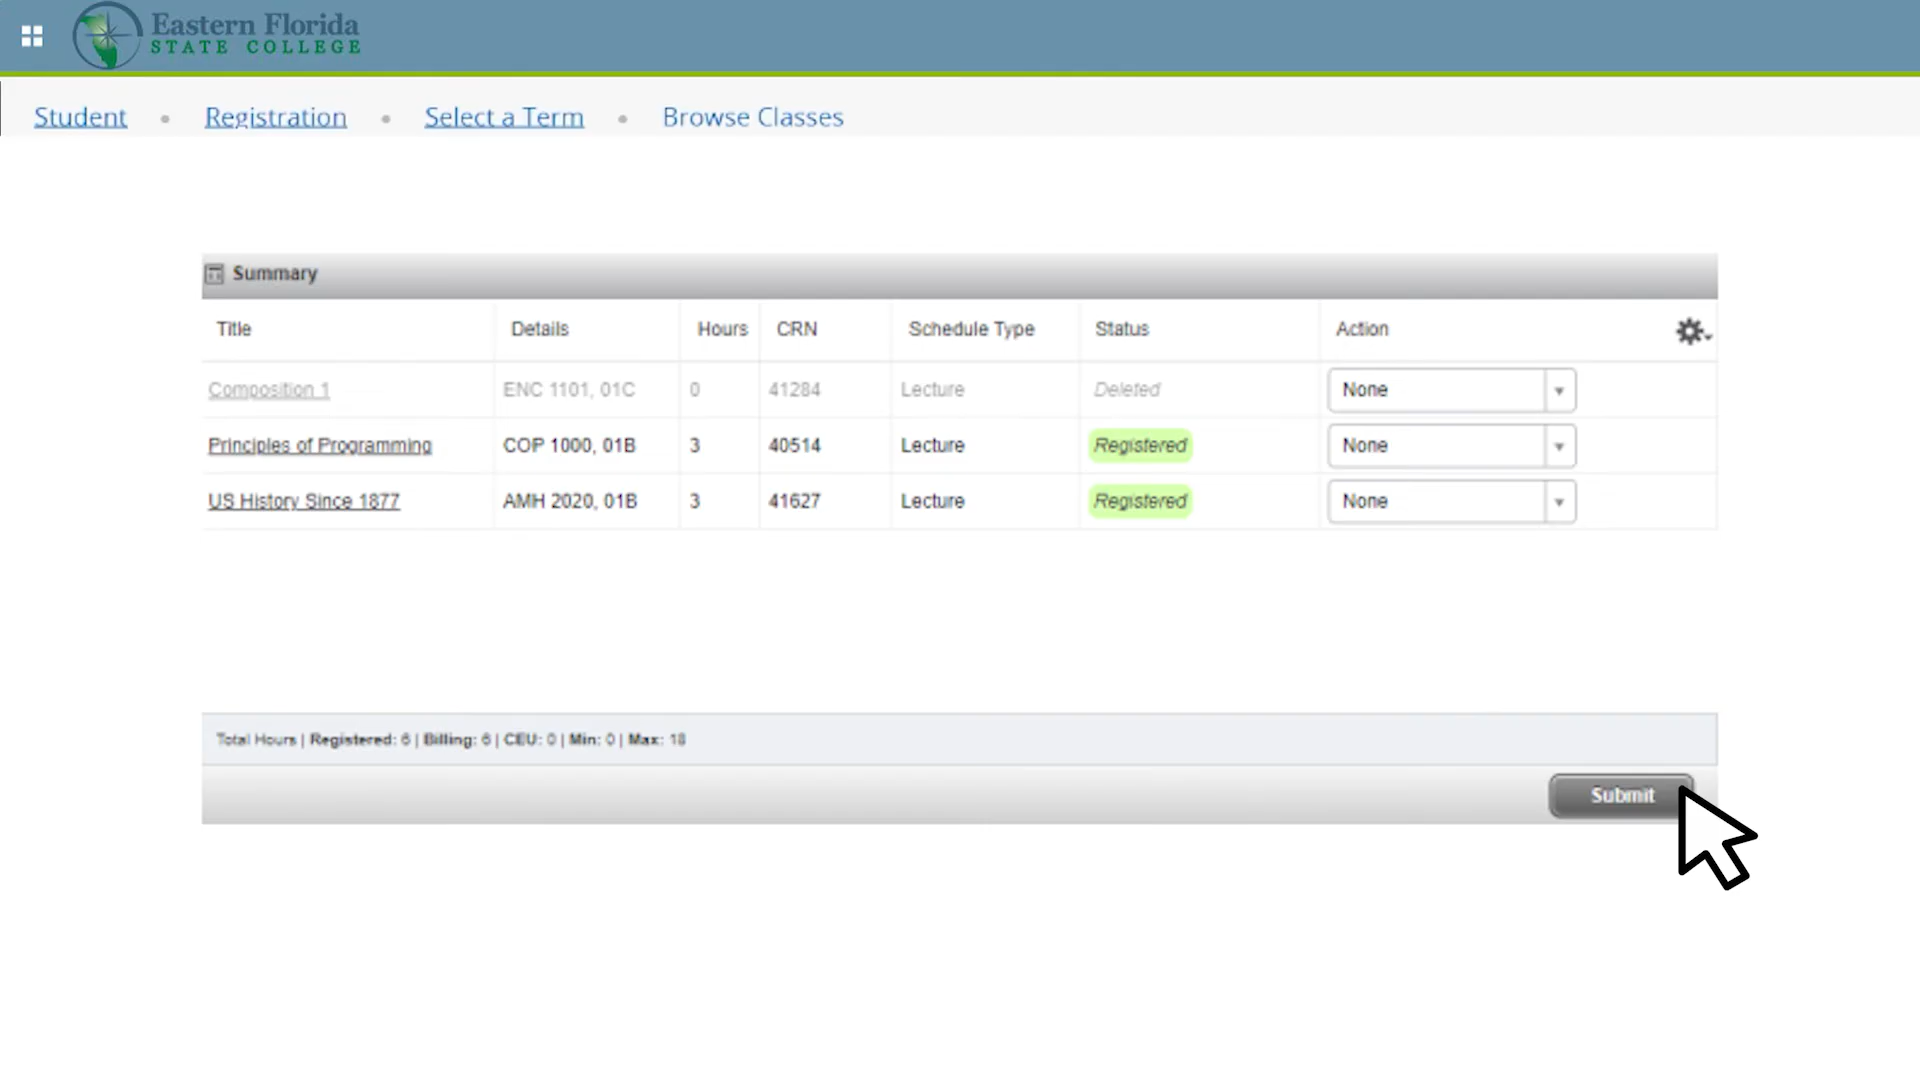 Eastern Florida
STATE COLLEGE
Student • Registration • Select a Term • Browse Classes
Summary
Title Details Hours CRN Schedule Type Status Action
Composition 1 ENC 1101, 01C 0 41284 Lecture Deleted None
Principles of Programming COP 1000, 01B 3 40514 Lecture Registered None
US History Since 1877 AMH 2020, 01B 3 41627 Lecture Registered None
Total Hours | Registered: 6 | Billing: 6 | CEU: 0 | Min: 0 | Max: 18
Submit